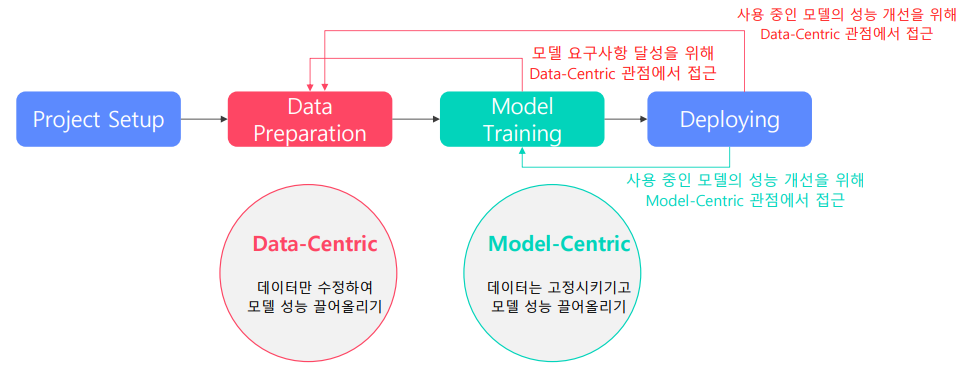 사용 중인 모델의 성능 개선을 위해
Data-Centric 관점에서 접근
모델 요구사항 달성을 위해
Data-Centric 관점에서 접근
Project Setup
Data
Preparation
Model
Training
Deploying
사용 중인 모델의 성능 개선을 위해
Model-Centric 관점에서 접근
Data-Centric
데이터만 수정하여
모델 성능 끌어올리기
Model-Centric
데이터는 고정시키기고
모델 성능 끌어올리기